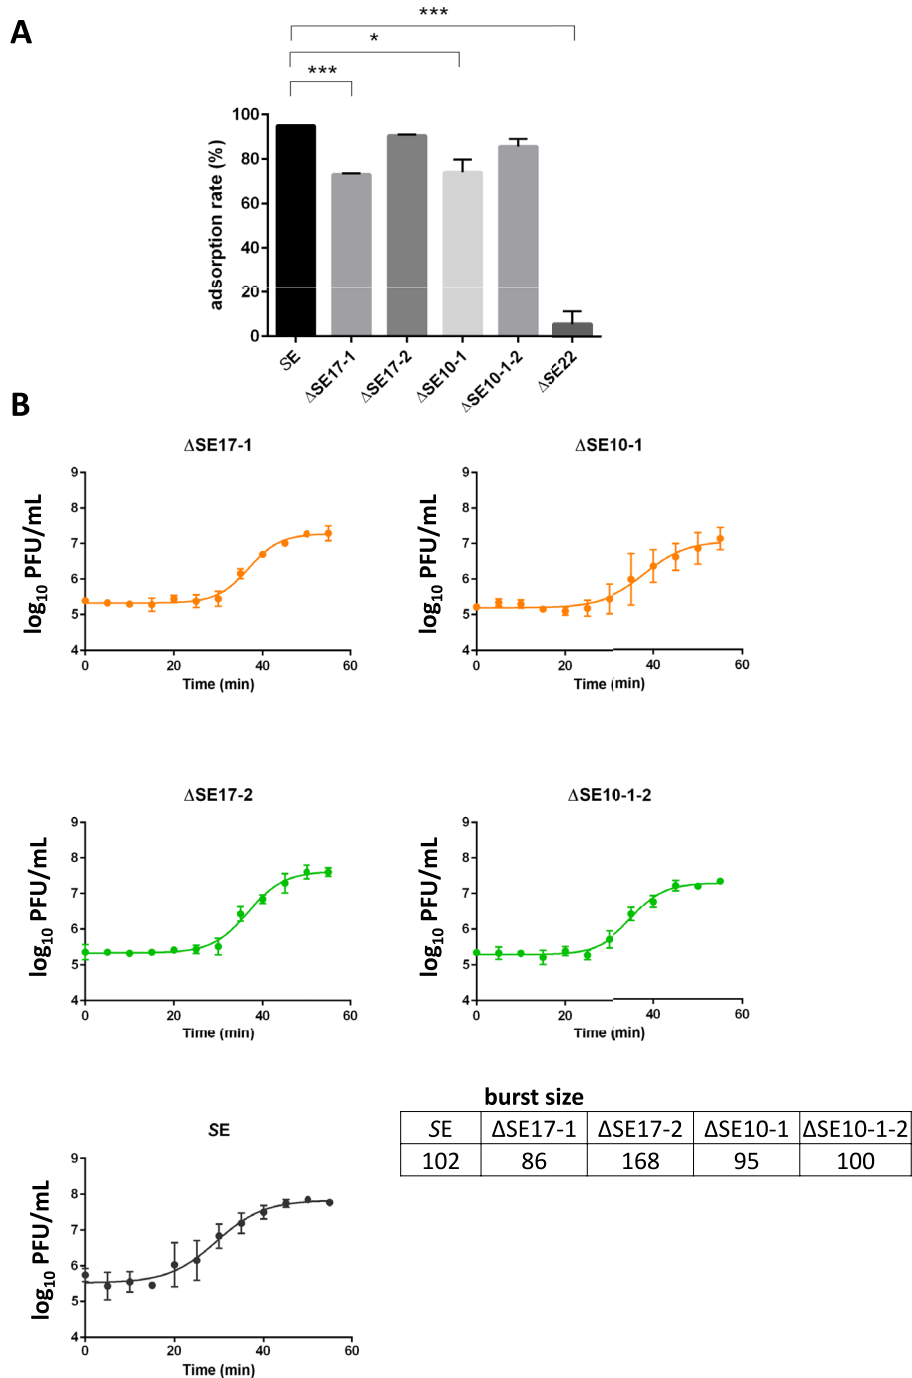 A
***
*
***
adsorption rate (%)
100
80
60
40
20
0
SE
ΔSE17-1
ΔSE17-2
ΔSE10-1
ΔSE10-1-2
ΔSE22
B
ΔSE17-1
log10 PFU/mL
9
8
7
6
5
4
0 20 40 60
Time (min)
ΔSE10-1
log10 PFU/mL
9
8
7
6
5
4
0 20 40 60
Time (min)
ΔSE17-2
log10 PFU/mL
9
8
7
6
5
4
0 20 40 60
Time (min)
ΔSE10-1-2
log10 PFU/mL
9
8
7
6
5
4
0 20 40 60
Time (min)
SE
log10 PFU/mL
9
8
7
6
5
4
0 20 40 60
Time (min)
burst size
SE ΔSE17-1 ΔSE17-2 ΔSE10-1 ΔSE10-1-2
102 86 168 95 100